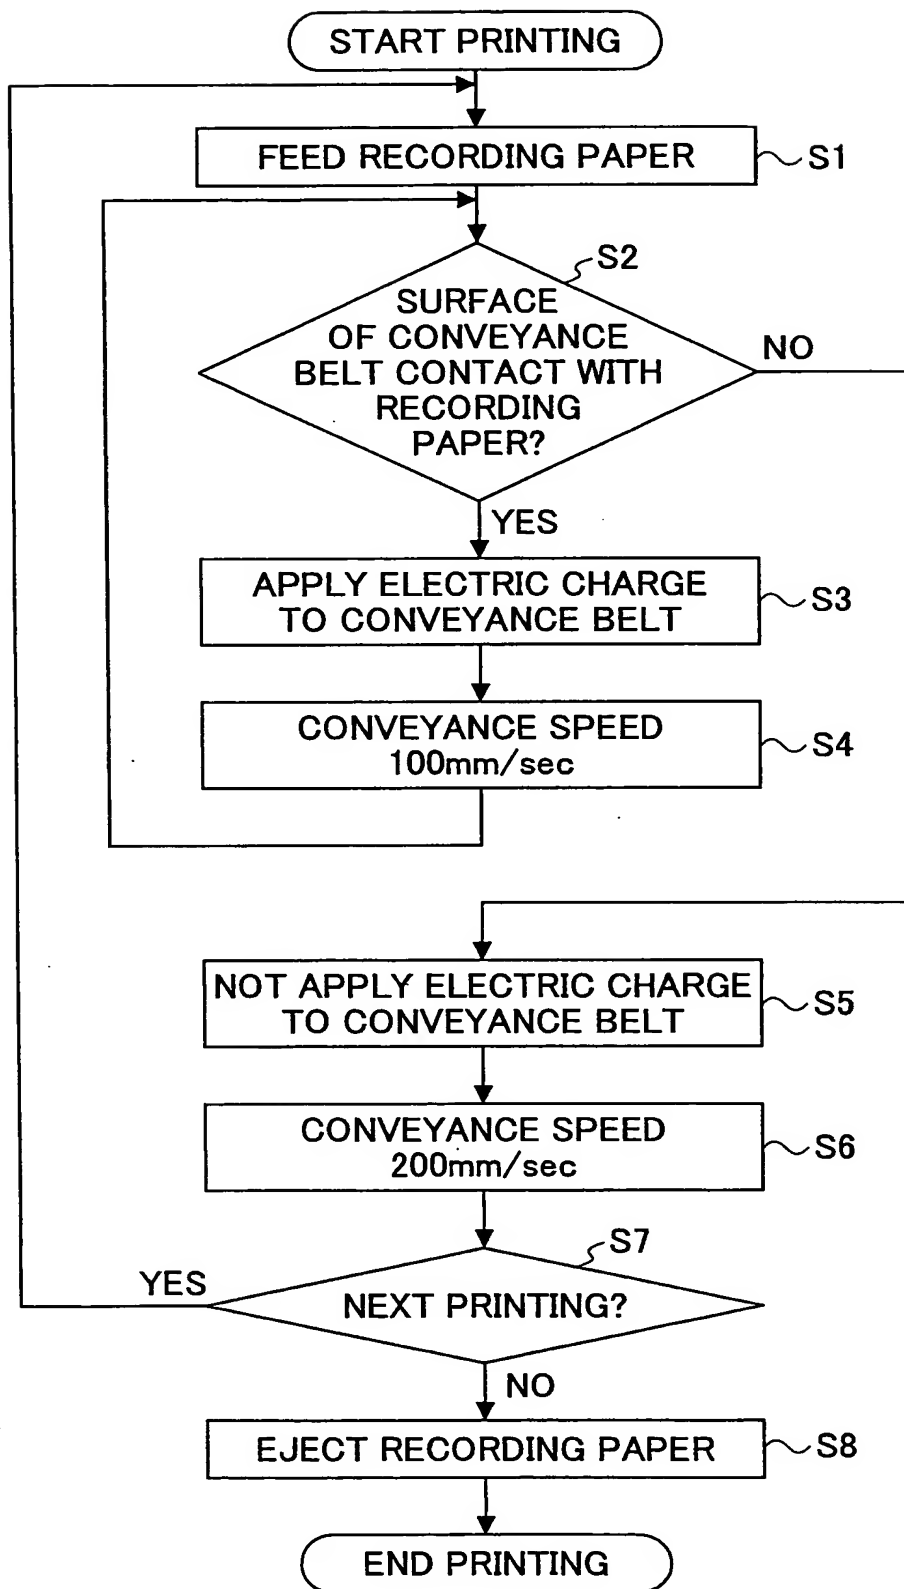 START PRINTING
FEED RECORDING PAPER
S1
S2
SURFACE
OF CONVEYANCE
BELT CONTACT WITH
RECORDING
PAPER?
NO
YES
APPLY ELECTRIC CHARGE
TO CONVEYANCE BELT
S3
CONVEYANCE SPEED
100mm/sec
S4
NOT APPLY ELECTRIC CHARGE
TO CONVEYANCE BELT
S5
CONVEYANCE SPEED
200mm/sec
S6
S7
YES
NEXT PRINTING?
NO
EJECT RECORDING PAPER
S8
END PRINTING